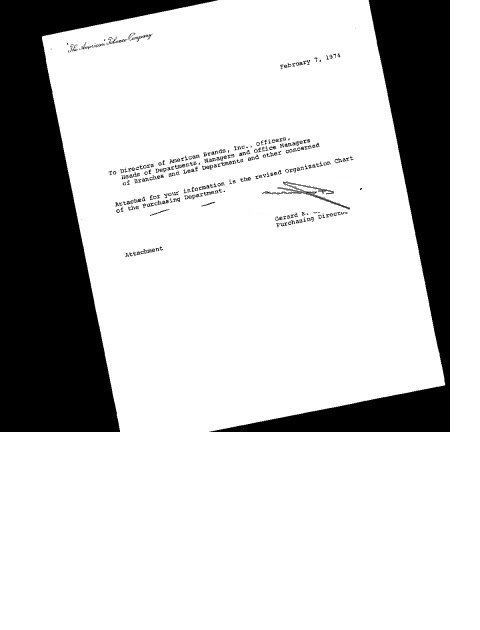 "The American Tobacco Company
February 7, 1974
To Directors of American Brands, Inc., Officers,
Heads of Departments, Managers and Office Managers
of Branches and Leaf Departments and other concerned
Attached for your information is the revised Organization Chart
of the Purchasing Department.
Gerard R.
Purchasing Director
Attachment